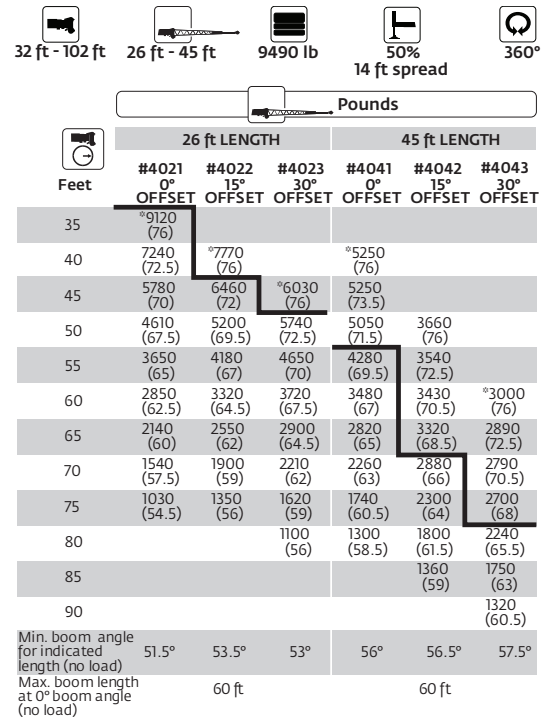 32 ft - 102 ft 26 ft - 45 ft 9490 lb 50% 360°
14 ft spread
Pounds
26 ft LENGTH 45 ft LENGTH
Feet #4021 #4022 #4023 #4041 #4042 #4043
0° 15° 30° 0° 15° 30°
OFFSET OFFSET OFFSET OFFSET OFFSET OFFSET
35 *9120
(76)
40 7240 *7770 *5250
(72.5) (76) (76)
45 5780 6460 *6030 5250
(70) (72) (76) (73.5)
50 4610 5200 5740 5050 3660
(67.5) (69.5) (72.5) (71.5) (76)
55 3650 4180 4650 4280 3540
(65) (67) (70) (69.5) (72.5)
60 2850 3320 3720 3480 3430 *3000
(62.5) (64.5) (67.5) (67) (70.5) (76)
65 2140 2550 2900 2820 3320 2890
(60) (62) (64.5) (65) (68.5) (72.5)
70 1540 1900 2210 2260 2880 2790
(57.5) (59) (62) (63) (66) (70.5)
75 1030 1350 1620 1740 2300 2700
(54.5) (56) (59) (60.5) (64) (68)
80 1100 1300 1800 2240
(56) (58.5) (61.5) (65.5)
85 1360 1750
(59) (63)
90 1320
(60.5)
Min. boom angle
for indicated 51.5° 53.5° 53° 56° 56.5° 57.5°
length (no load)
Max. boom length
at 0° boom angle 60 ft 60 ft
(no load)